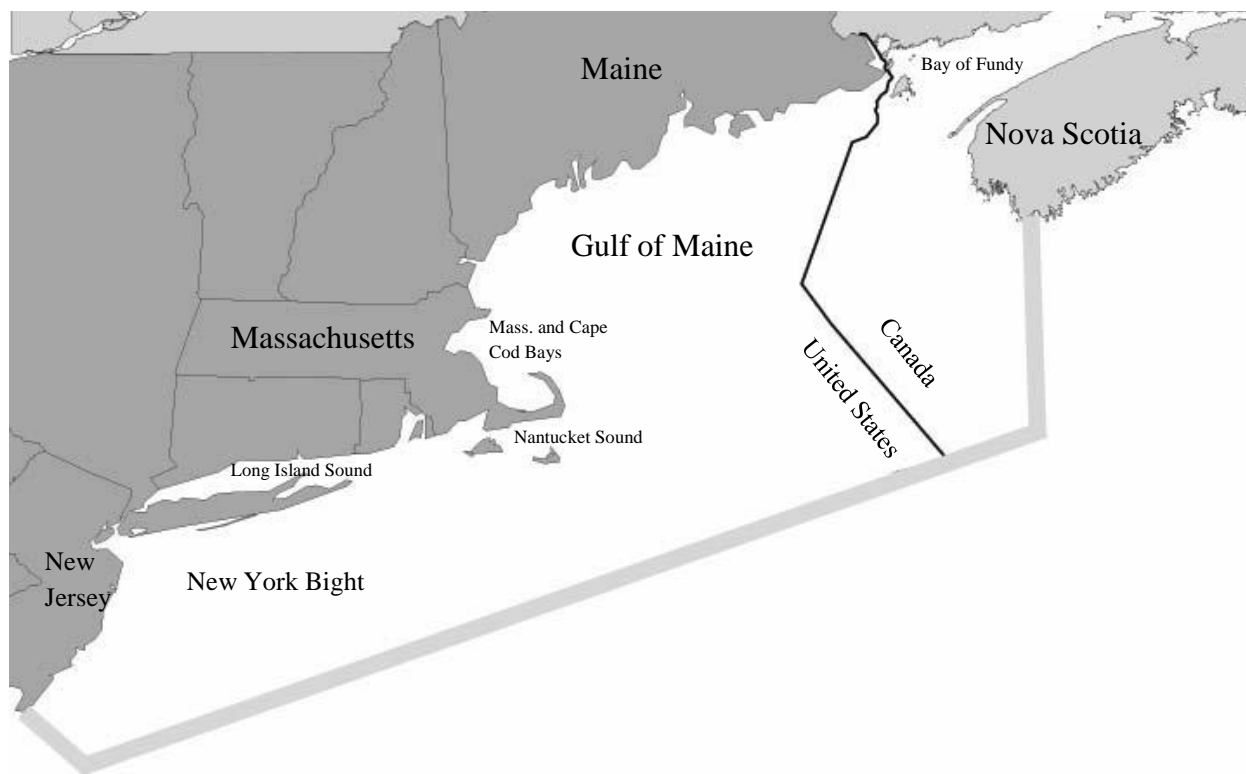 Maine
Bay of Fundy
Nova Scotia
Gulf of Maine
Massachusetts
Mass. and Cape
Cod Bays
Canada
United States
Nantucket Sound
Long Island Sound
New
Jersey
New York Bight